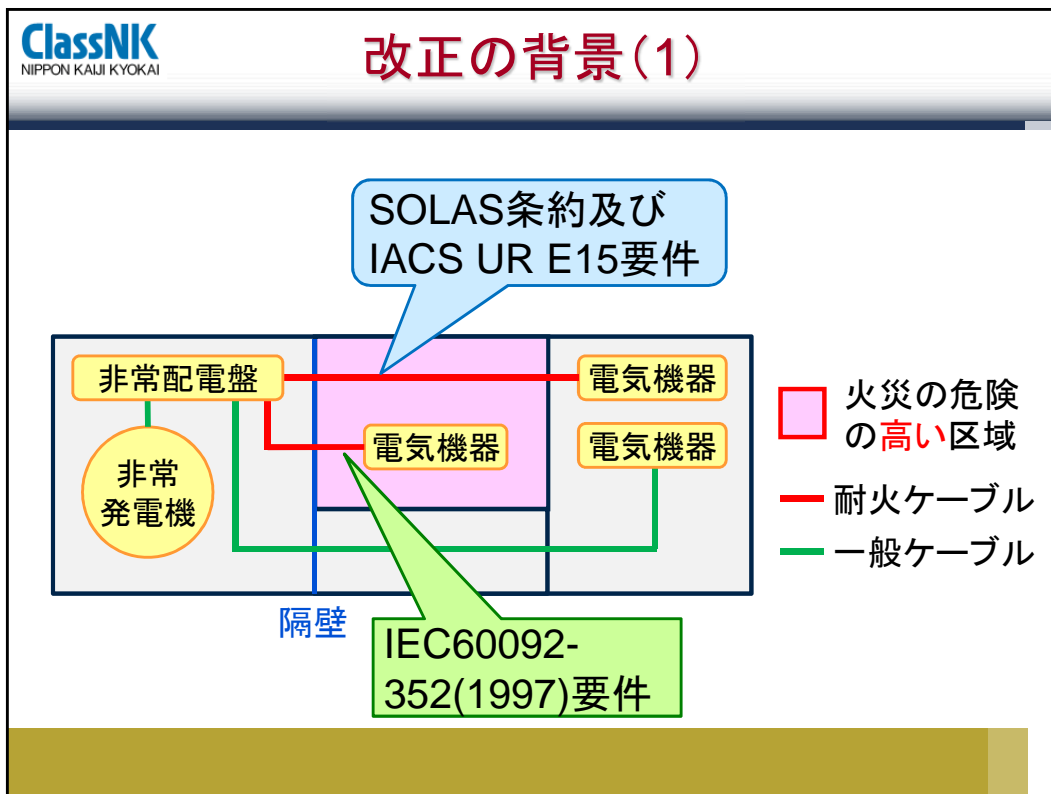 ClassNK
NIPPON KAIJI KYOKAI
改正の背景(1)
SOLAS条約及び
IACS UR E15要件
非常配電盤
電気機器
電気機器
電気機器
非常
発電機
火災の危険
の高い区域
耐火ケーブル
一般ケーブル
隔壁
IEC60092-
352(1997)要件